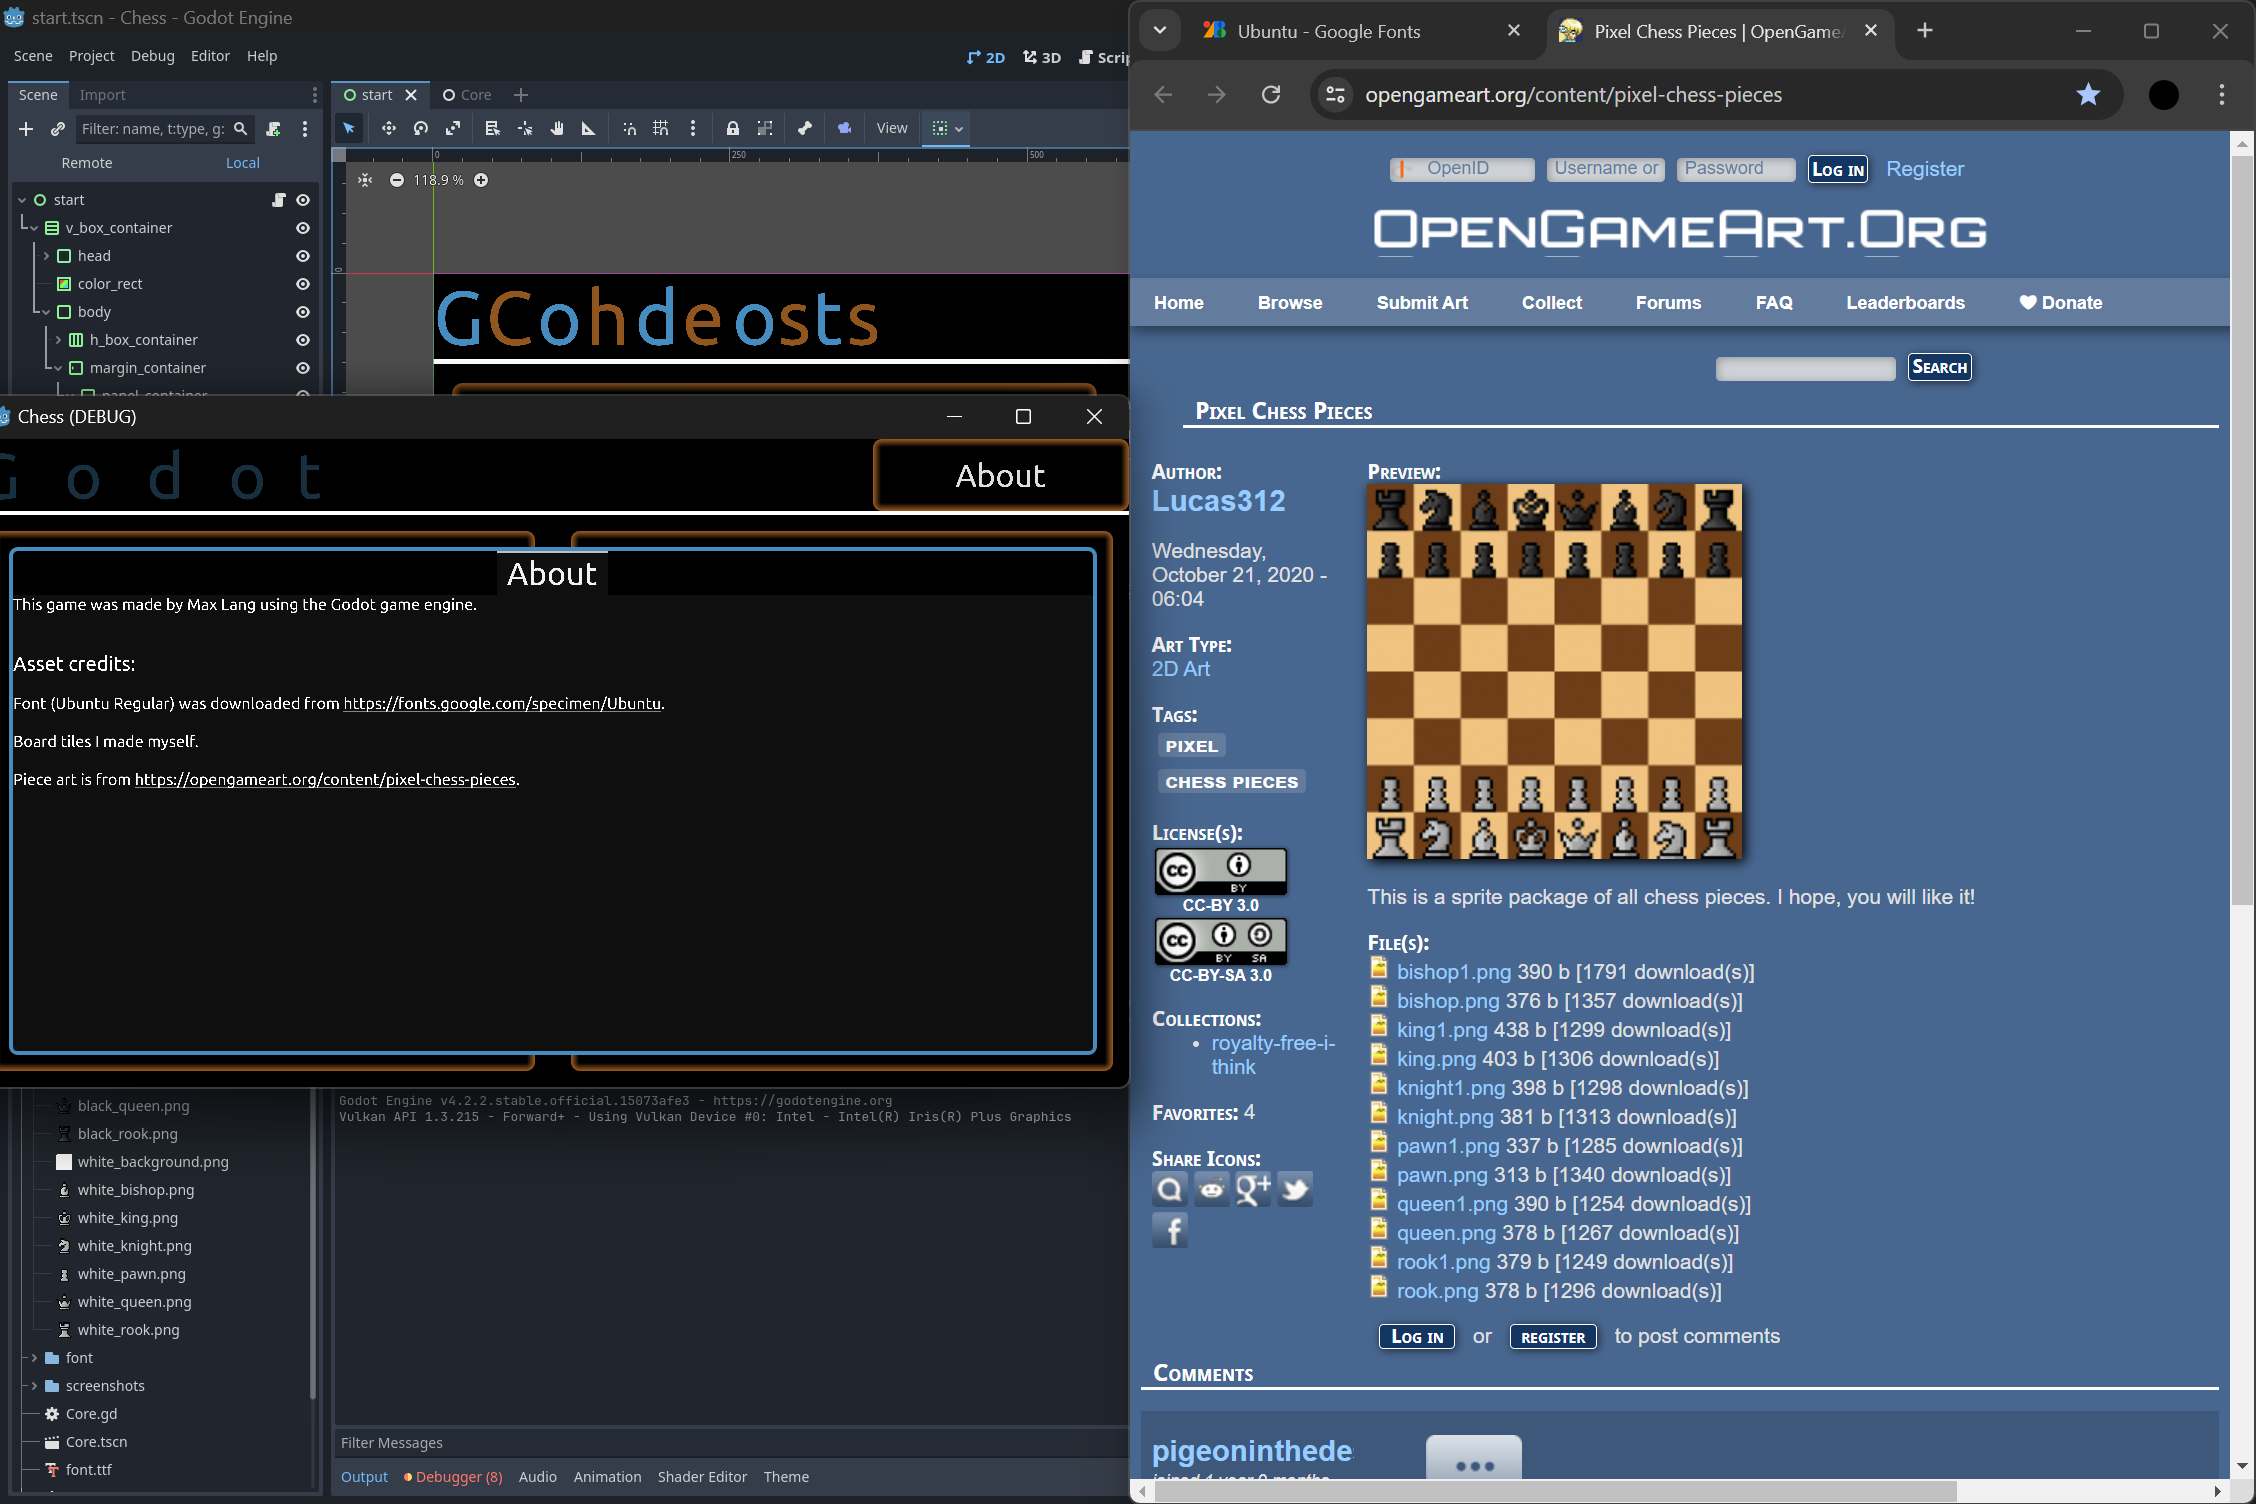 start.tscn - Chess - Godot Engine
Scene Project Debug Editor Help
2D 3D Scrip
Scene Import
start Core
Filter: name, t:type, g:
View
Remote Local
0 250 500
118.9 %
0
start
v_box_container
head
color_rect
body
h_box_container
margin_container
GCohdeosts
Chess (DEBUG)
Godot
About
About
This game was made by Max Lang using the Godot game engine.
Asset credits:
Font (Ubuntu Regular) was downloaded from https://fonts.google.com/specimen/Ubuntu.
Board tiles I made myself.
Piece art is from https://opengameart.org/content/pixel-chess-pieces.
black_queen.png
black_rook.png
white_background.png
white_bishop.png
white_king.png
white_knight.png
white_pawn.png
white_queen.png
white_rook.png
font
screenshots
Core.gd
Core.tscn
font.ttf
Godot Engine v4.2.2.stable.official.15073afe3 - https://godotengine.org
Vulkan API 1.3.215 - Forward+ - Using Vulkan Device #0: Intel - Intel(R) Iris(R) Plus Graphics
Filter Messages
Output Debugger (8) Audio Animation Shader Editor Theme
Ubuntu - Google Fonts
Pixel Chess Pieces | OpenGameA
opengameart.org/content/pixel-chess-pieces
OpenID Username or Password Log in Register
OpenGameArt.Org
Home Browse Submit Art Collect Forums FAQ Leaderboards Donate
Search
Pixel Chess Pieces
Author:
Lucas312
Wednesday,
October 21, 2020 -
06:04
Art Type:
2D Art
Tags:
PIXEL
CHESS PIECES
License(s):
cc BY
CC-BY 3.0
cc BY SA
CC-BY-SA 3.0
Collections:
royalty-free-i-
think
Favorites: 4
Share Icons:
Preview:
This is a sprite package of all chess pieces. I hope, you will like it!
File(s):
bishop1.png 390 b [1791 download(s)]
bishop.png 376 b [1357 download(s)]
king1.png 438 b [1299 download(s)]
king.png 403 b [1306 download(s)]
knight1.png 398 b [1298 download(s)]
knight.png 381 b [1313 download(s)]
pawn1.png 337 b [1285 download(s)]
pawn.png 313 b [1340 download(s)]
queen1.png 390 b [1254 download(s)]
queen.png 378 b [1267 download(s)]
rook1.png 379 b [1249 download(s)]
rook.png 378 b [1296 download(s)]
Log in or register to post comments
Comments
pigeoninthede